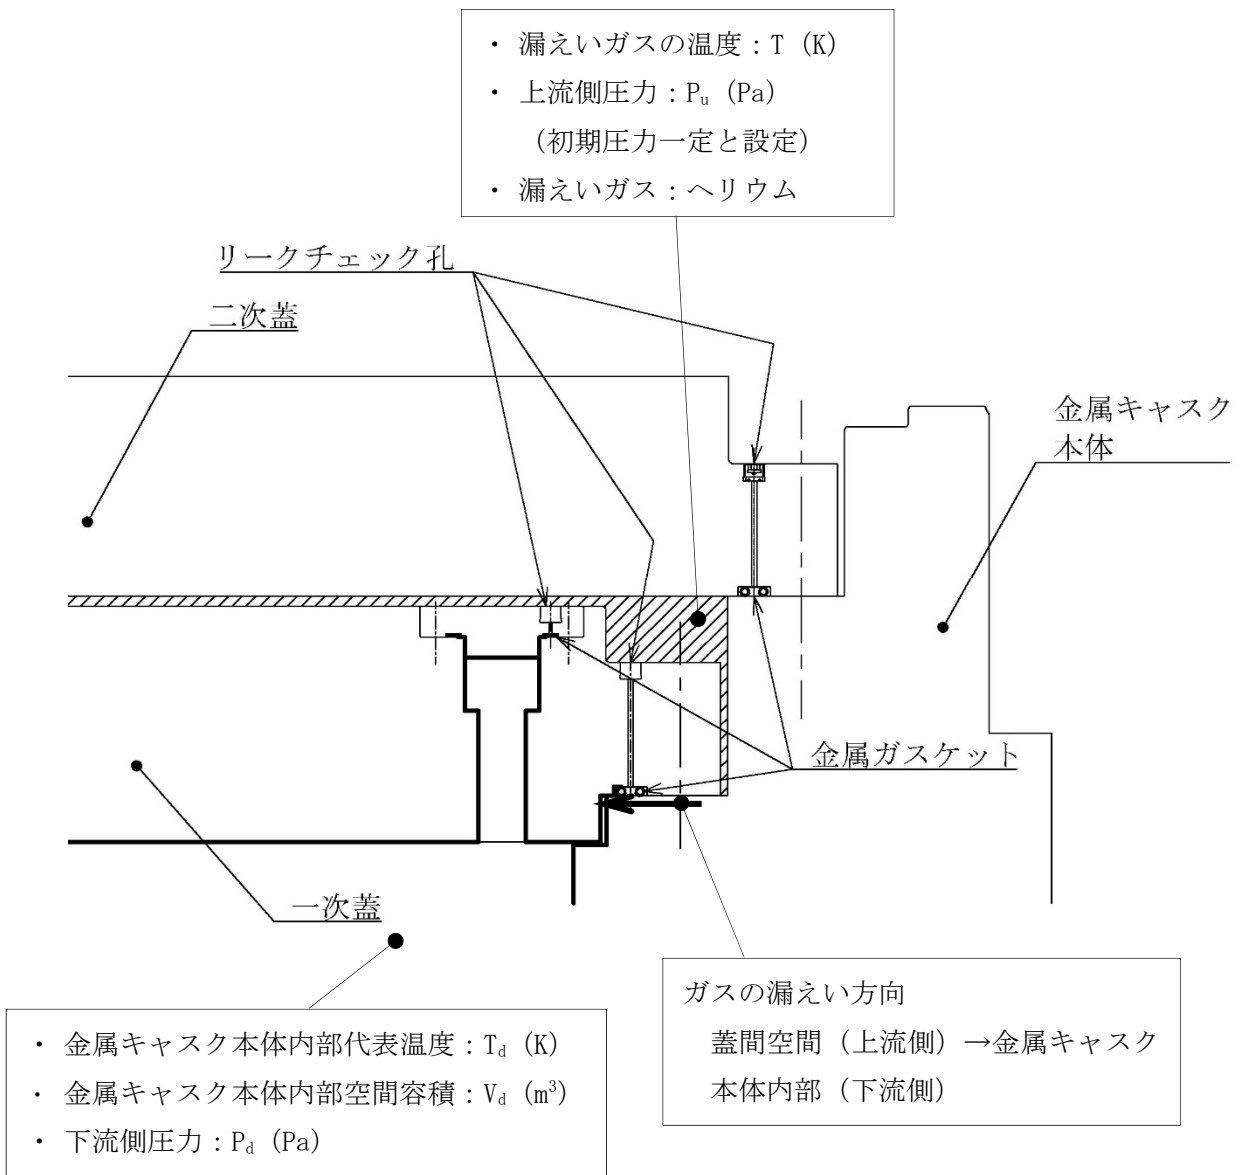 ・ 漏えいガスの温度：T (K)
・ 上流側圧力：Pu (Pa)
（初期圧力一定と設定）
・ 漏えいガス：ヘリウム
リークチェック孔
二次蓋
金属キャスク
本体
金属ガスケット
一次蓋
ガスの漏えい方向
蓋間空間（上流側）→金属キャスク
本体内部（下流側）
・ 金属キャスク本体内部代表温度：Td (K)
・ 金属キャスク本体内部空間容積：Vd (m³)
・ 下流側圧力：Pd (Pa)